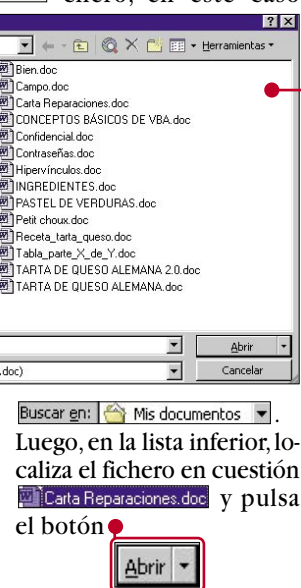 chero, en este caso
Herramientas
Bien.doc
Campo.doc
Carta Reparaciones.doc
CONCEPTOS BÁSICOS DE VBA.doc
Confidencial.doc
Contraseñas.doc
Hipervínculos.doc
INGREDIENTES.doc
PASTEL DE VERDURAS.doc
Petit choux.doc
Receta_tarta_queso.doc
Tabla_parte_X_de_Y.doc
TARTA DE QUESO ALEMANA 2.0.doc
TARTA DE QUESO ALEMANA.doc
Abrir
.doc)
Cancelar
Buscar en: Mis documentos .
Luego, en la lista inferior, lo-
caliza el fichero en cuestión
Carta Reparaciones.doc y pulsa
el botón
Abrir